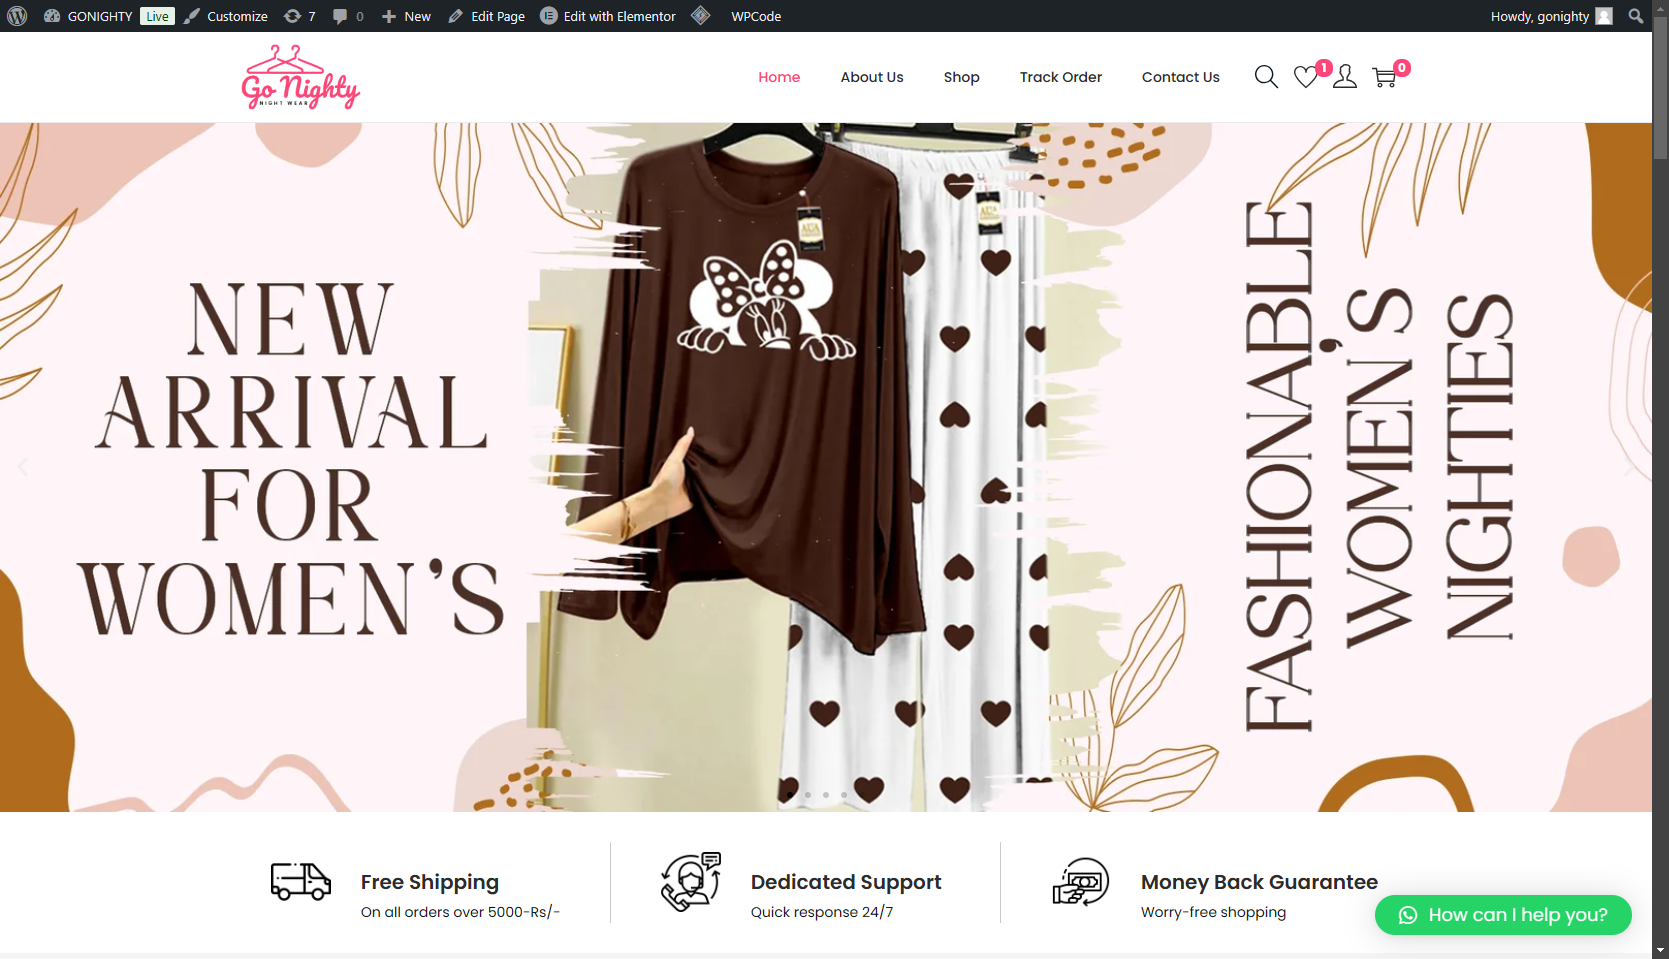 GONIGHTY Live Customize 7 0 New Edit Page Edit with Elementor WPCode Howdy, gonighty
Go Nighty
NIGHT WEAR
Home About Us Shop Track Order Contact Us 1 0
NEW
ARRIVAL
FOR
WOMEN'S
AUA
AUA
FASHIONABLE
WOMEN'S
NIGHTIES
Free Shipping
On all orders over 5000-Rs/-
Dedicated Support
Quick response 24/7
Money Back Guarantee
Worry-free shopping
How can I help you?